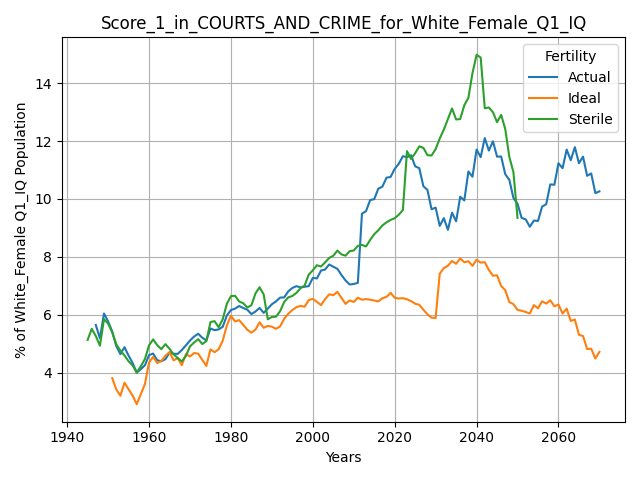 Score_1_in_COURTS_AND_CRIME_for_White_Female_Q1_IQ
% of White_Female Q1_IQ Population
14
12
10
8
6
4
Fertility
Actual
Ideal
Sterile
1940 1960 1980 2000 2020 2040 2060
Years